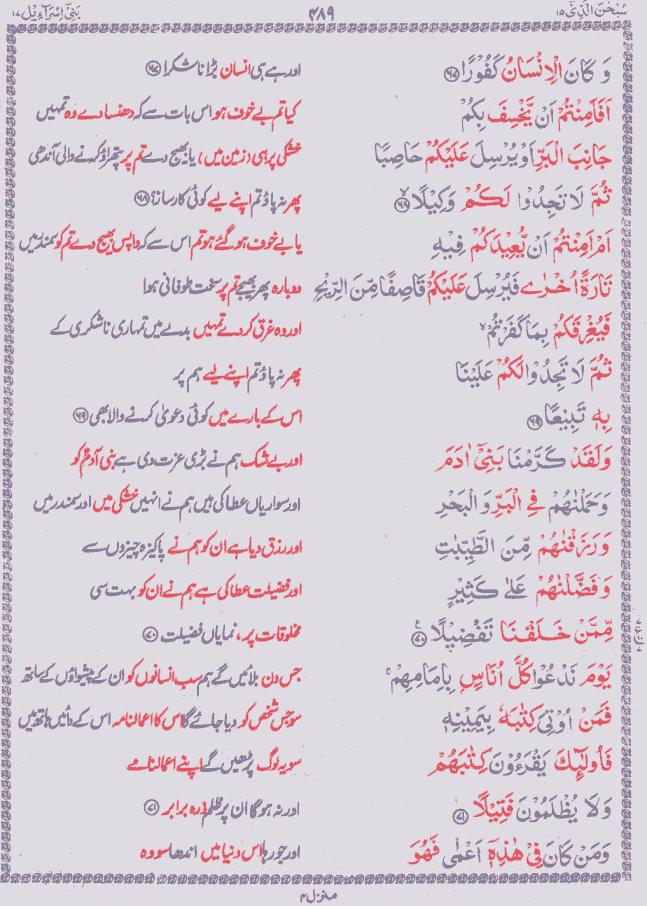 سُبْحٰنَ الَّذِیْٓ ۱۵ ۴۸۹ بَنِیْٓ اِسْرَآءِیْل ۱۷
وَ كَانَ الْاِنْسَانُ كَفُوْرًا ﴿۶۷﴾ اور ہے ہی انسان بڑا ناشکرا ﴿۶۷﴾
اَفَاَمِنْتُمْ اَنْ یَّخْسِفَ بِكُمْ کیا تم بے خوف ہو اس بات سے کہ دھنسا دے وہ تمہیں
جَانِبَ الْبَرِّ اَوْ یُرْسِلَ عَلَیْكُمْ حَاصِبًا خشکی پر ہی (زمین میں)، یا بھیج دے تم پر پتھراؤ کرنے والی آندھی
ثُمَّ لَا تَجِدُوْا لَكُمْ وَكِیْلًا ﴿۶۸﴾ پھر نہ پاؤ تم اپنے لیے کوئی کارساز؟ ﴿۶۸﴾
اَمْ اَمِنْتُمْ اَنْ یُّعِیْدَكُمْ فِیْهِ یا بے خوف ہو گئے ہو تم اس سے کہ واپس بھیج دے تم کو سمندر میں
تَارَةً اُخْرٰی فَیُرْسِلَ عَلَیْكُمْ قَاصِفًا مِّنَ الرِّیْحِ دوبارہ پھر بھیجے تم پر سخت طوفانی ہوا
فَیُغْرِقَكُمْ بِمَا كَفَرْتُمْ ۙ اور وہ غرق کر دے تمہیں بدلے میں تمہاری ناشکری کے
ثُمَّ لَا تَجِدُوْا لَكُمْ عَلَیْنَا پھر نہ پاؤ تم اپنے لیے ہم پر
بِهٖ تَبِیْعًا ﴿۶۹﴾ اس کے بارے میں کوئی دعویٰ کرنے والا بھی ﴿۶۹﴾
وَلَقَدْ كَرَّمْنَا بَنِیْٓ اٰدَمَ اور بے شک ہم نے بڑی عزت دی ہے بنی آدم کو
وَحَمَلْنٰهُمْ فِی الْبَرِّ وَ الْبَحْرِ اور سواریاں عطا کی ہیں ہم نے انہیں خشکی میں اور سمندر میں
وَرَزَقْنٰهُمْ مِّنَ الطَّیِّبٰتِ اور رزق دیا ہے ان کو ہم نے پاکیزہ چیزوں سے
وَفَضَّلْنٰهُمْ عَلٰی كَثِیْرٍ اور فضیلت عطا کی ہے ہم نے ان کو بہت سی
مِّمَّنْ خَلَقْنَا تَفْضِیْلًا ﴿۷۰﴾ مخلوقات پر، نمایاں فضیلت ﴿۷۰﴾
یَوْمَ نَدْعُوْا كُلَّ اُنَاسٍۭ بِاِمَامِهِمْ ۚ جس دن بلائیں گے ہم سب انسانوں کو ان کے پیشواؤں کے ساتھ
فَمَنْ اُوْتِیَ كِتٰبَهٗ بِیَمِیْنِهٖ سو جس شخص کو دیا جائے گا اس کا اعمالنامہ اس کے دائیں ہاتھ میں
فَاُولٰٓىِٕكَ یَقْرَءُوْنَ كِتٰبَهُمْ سو یہ لوگ پڑھیں گے اپنے اعمالنامے
وَلَا یُظْلَمُوْنَ فَتِیْلًا ﴿۷۱﴾ اور نہ ہو گا ان پر ظلم ذرہ برابر ﴿۷۱﴾
وَمَنْ كَانَ فِیْ هٰذِهٖٓ اَعْمٰی فَهُوَ اور جو رہا اس دنیا میں اندھا سو وہ
منزل ۴